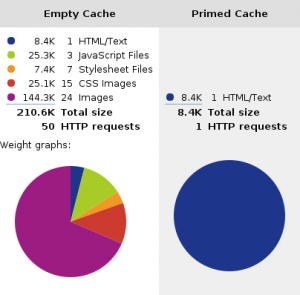 Empty Cache
8.4K 1 HTML/Text
25.3K 3 JavaScript Files
7.4K 7 Stylesheet Files
25.1K 15 CSS Images
144.3K 24 Images
210.6K Total size
50 HTTP requests
Weight graphs:
Primed Cache
8.4K 1 HTML/Text
8.4K Total size
1 HTTP requests